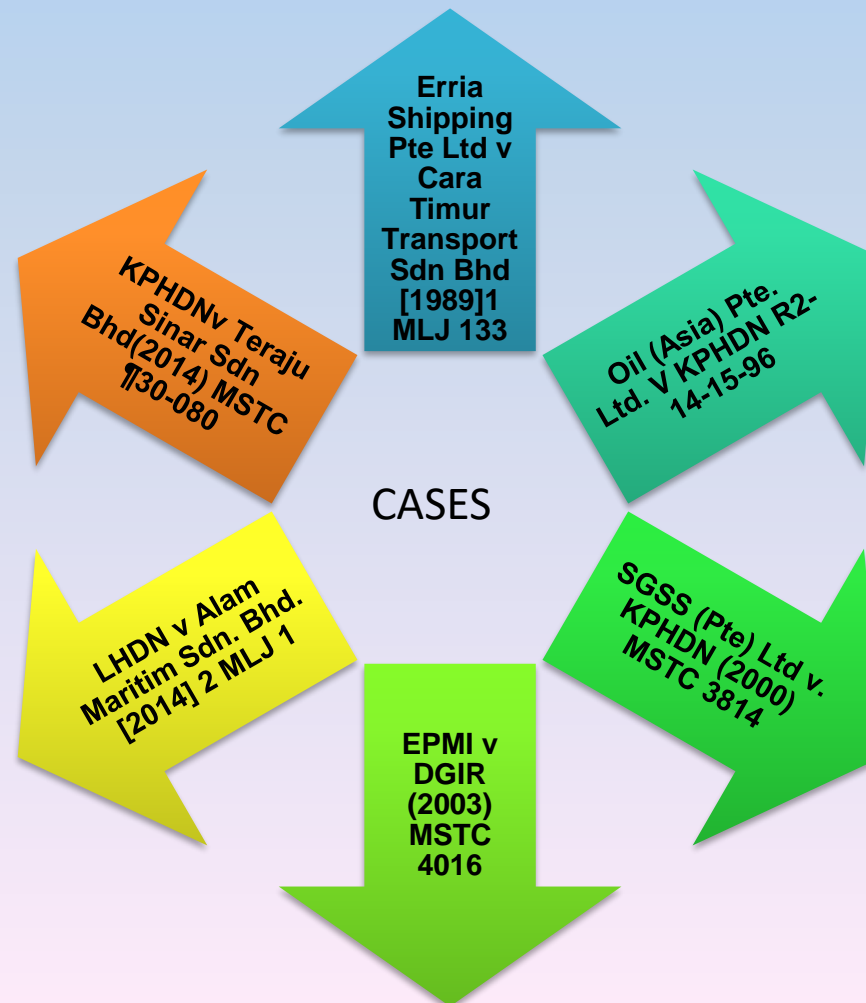 Erria
Shipping
Pte Ltd v
Cara
Timur
Transport
Sdn Bhd
[1989]1
MLJ 133
Oil (Asia) Pte.
Ltd. V KPHDN R2-
14-15-96
SGSS (Pte) Ltd v.
KPHDN (2000)
MSTC 3814
EPMI v
DGIR
(2003)
MSTC
4016
LHDN v Alam
Maritim Sdn. Bhd.
[2014] 2 MLJ 1
KPHDNv Teraju
Sinar Sdn
Bhd(2014) MSTC
¶30-080
CASES